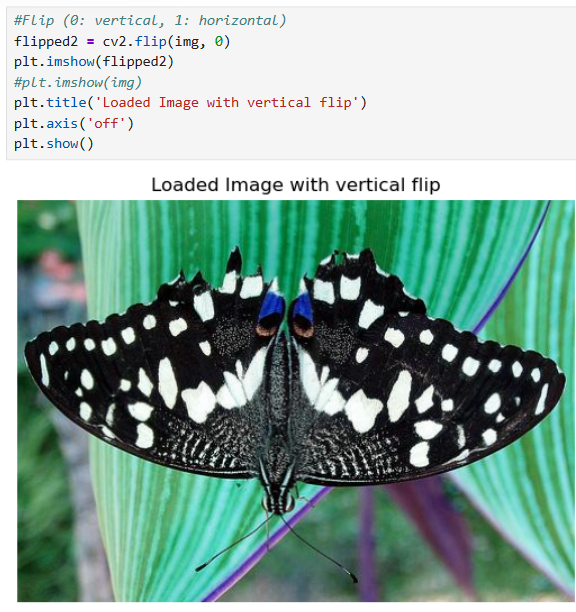 #Flip (0: vertical, 1: horizontal)
flipped2 = cv2.flip(img, 0)
plt.imshow(flipped2)
#plt.imshow(img)
plt.title('Loaded Image with vertical flip')
plt.axis('off')
plt.show()
Loaded Image with vertical flip